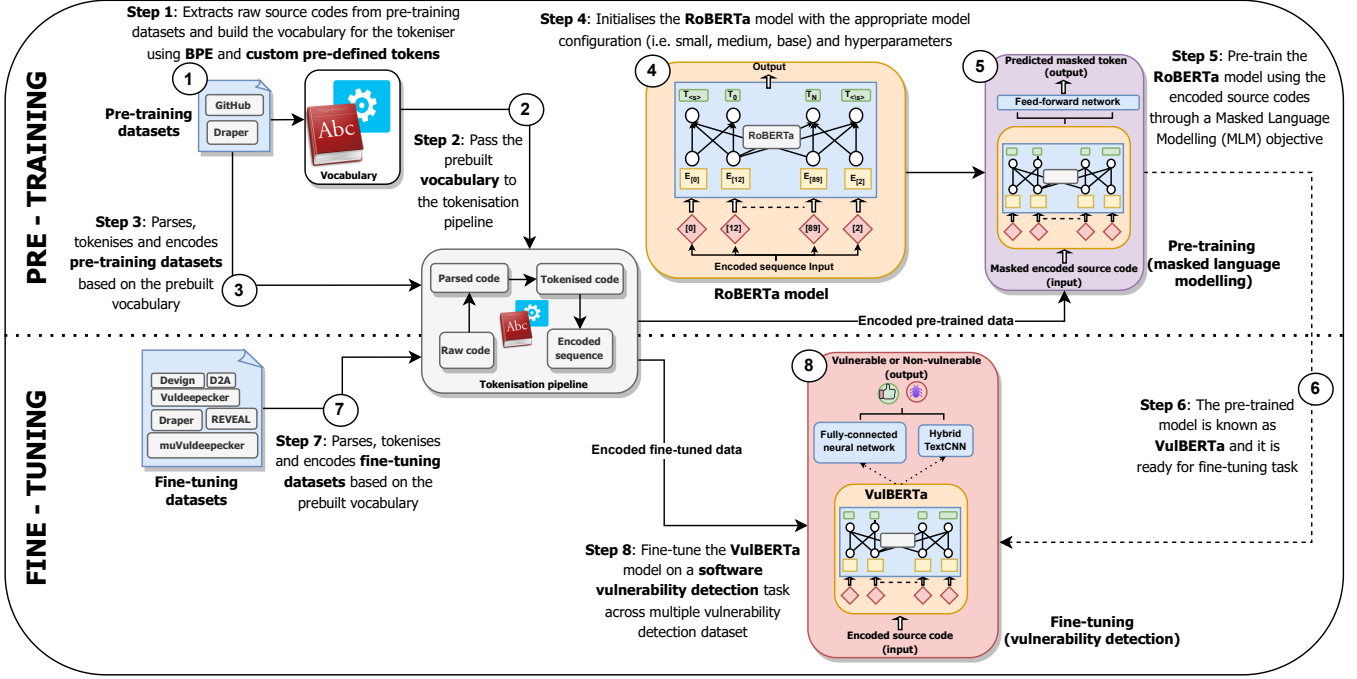 PRE - TRAINING
Step 1: Extracts raw source codes from pre-training
datasets and build the vocabulary for the tokeniser
using BPE and custom pre-defined tokens
1
GitHub
Draper
Pre-training
datasets
Abc
Vocabulary
2
Step 2: Pass the
prebuilt
vocabulary to
the tokenisation
pipeline
Step 3: Parses,
tokenises and encodes
pre-training datasets
based on the prebuilt
vocabulary
3
Parsed code
Tokenised code
Abc
Raw code
Encoded
sequence
Tokenisation pipeline
Step 4: Initialises the RoBERTa model with the appropriate model
configuration (i.e. small, medium, base) and hyperparameters
4
Output
T<s> T0 TN T<\s>
RoBERTa
E[0] E[12] E[89] E[2]
[0] [12] [89] [2]
Encoded sequence Input
RoBERTa model
5
Predicted masked token
(output)
Feed-forward network
Masked encoded source code
(input)
Step 5: Pre-train the
RoBERTa model using the
encoded source codes
through a Masked Language
Modelling (MLM) objective
Pre-training
(masked language
modelling)
Encoded pre-trained data
FINE - TUNING
Devign D2A
Vuldeepecker
Draper REVEAL
muVuldeepecker
Fine-tuning
datasets
7
Step 7: Parses, tokenises
and encodes fine-tuning
datasets based on the
prebuilt vocabulary
Encoded fine-tuned data
Step 8: Fine-tune the VulBERTa
model on a software
vulnerability detection task
across multiple vulnerability
detection dataset
8
Vulnerable or Non-vulnerable
(output)
Fully-connected
neural network
Hybrid
TextCNN
VulBERTa
Encoded source code
(input)
Fine-tuning
(vulnerability detection)
6
Step 6: The pre-trained
model is known as
VulBERTa and it is
ready for fine-tuning task